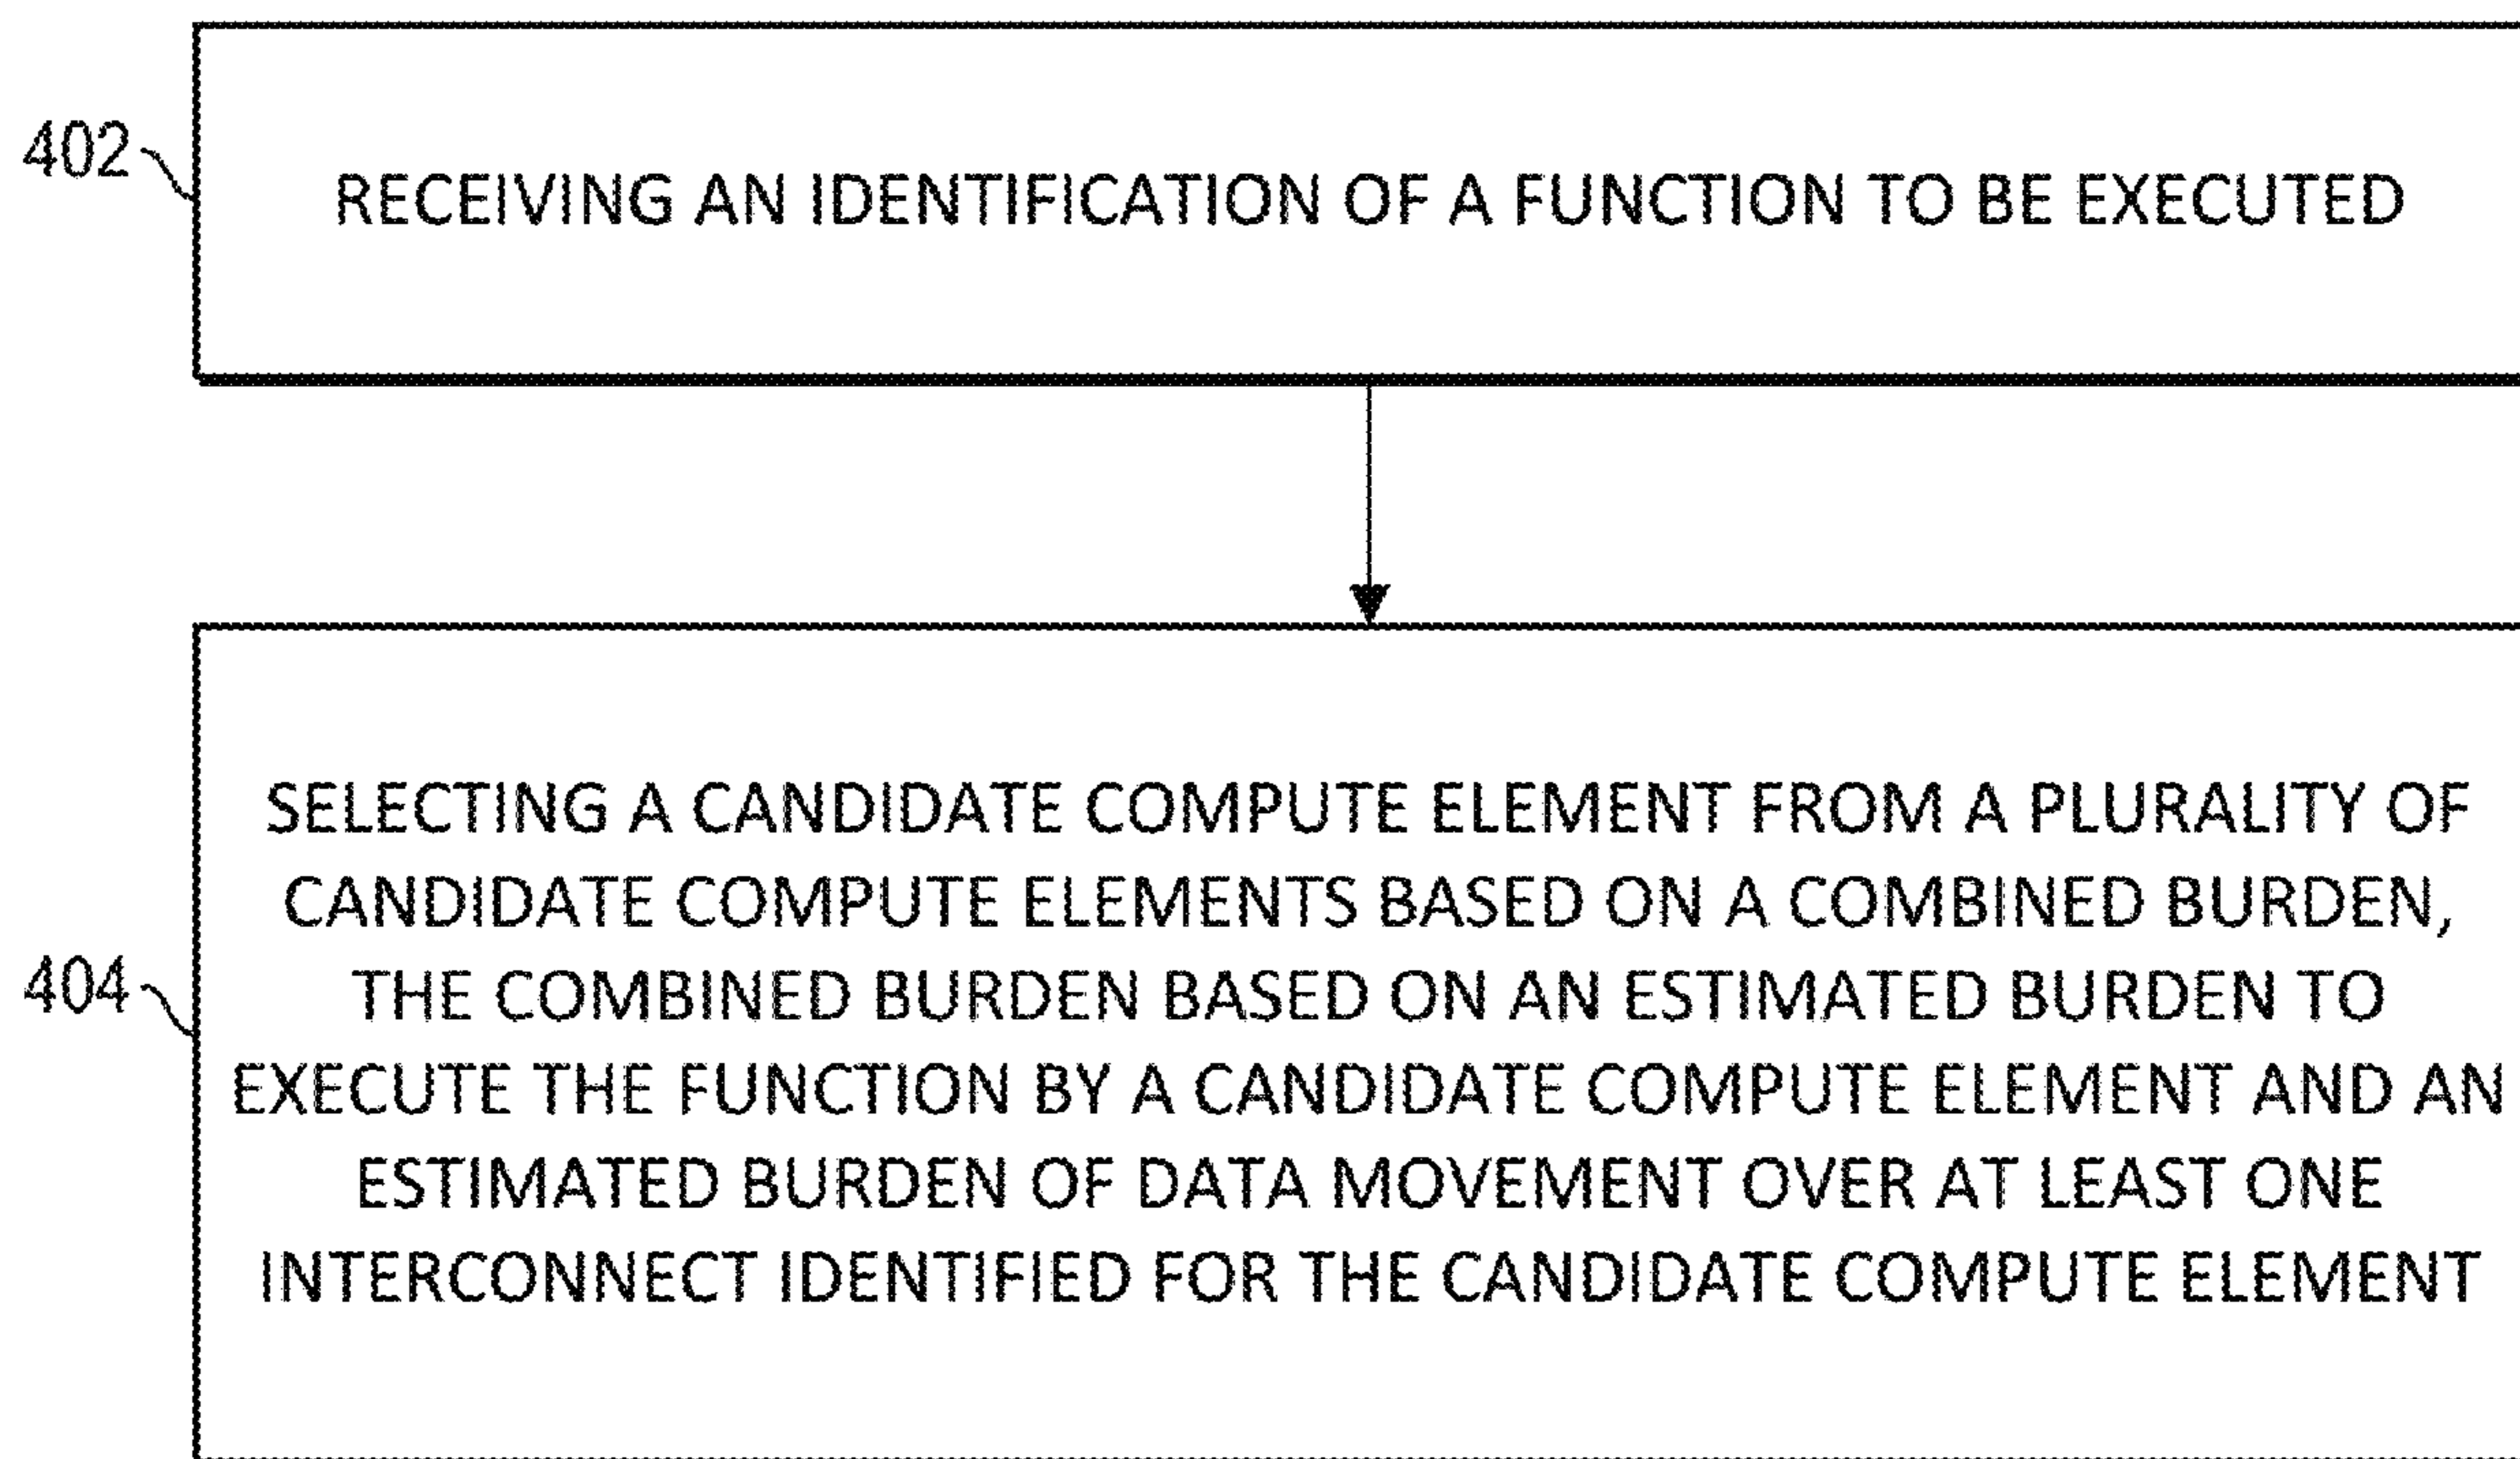 402
RECEIVING AN IDENTIFICATION OF A FUNCTION TO BE EXECUTED
SELECTING A CANDIDATE COMPUTE ELEMENT FROM A PLURALITY OF
CANDIDATE COMPUTE ELEMENTS BASED ON A COMBINED BURDEN,
404
THE COMBINED BURDEN BASED ON AN ESTIMATED BURDEN TO
EXECUTE THE FUNCTION BY A CANDIDATE COMPUTE ELEMENT AND AN
ESTIMATED BURDEN OF DATA MOVEMENT OVER AT LEAST ONE
INTERCONNECT IDENTIFIED FOR THE CANDIDATE COMPUTE ELEMENT